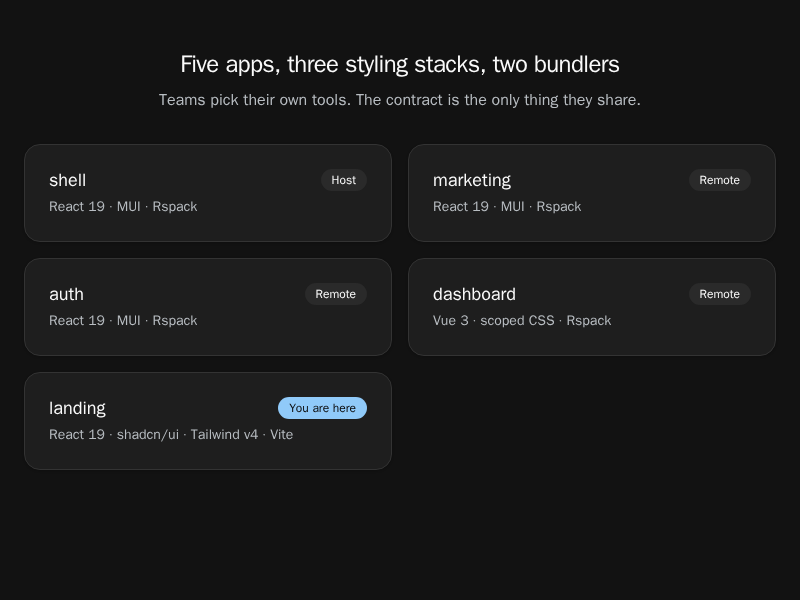 Five apps, three styling stacks, two bundlers
Teams pick their own tools. The contract is the only thing they share.
shell
Host
React 19 · MUI · Rspack
marketing
Remote
React 19 · MUI · Rspack
auth
Remote
React 19 · MUI · Rspack
dashboard
Remote
Vue 3 · scoped CSS · Rspack
landing
You are here
React 19 · shadcn/ui · Tailwind v4 · Vite